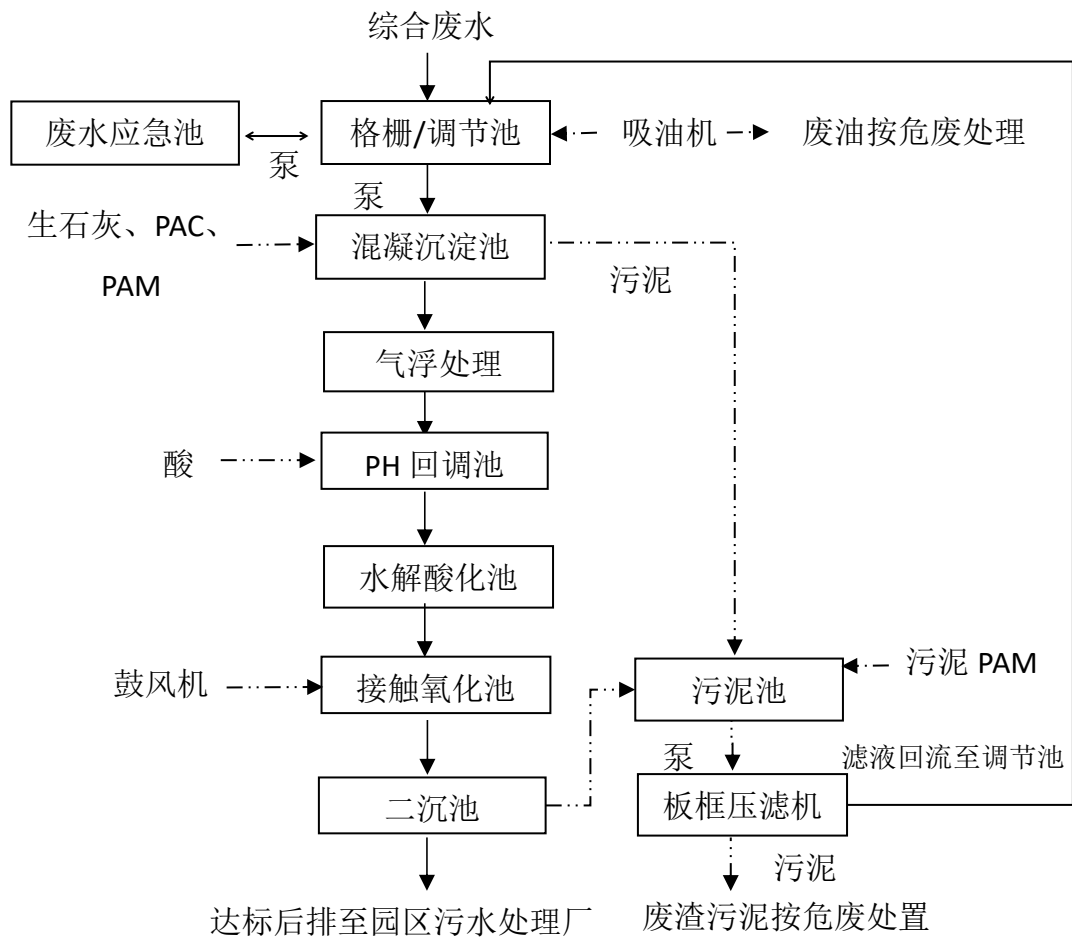 综合废水
废水应急池
泵
格栅/调节池
吸油机
废油按危废处理
泵
生石灰、PAC、
PAM
混凝沉淀池
污泥
气浮处理
酸
PH 回调池
水解酸化池
鼓风机
接触氧化池
污泥池
污泥 PAM
泵
滤液回流至调节池
二沉池
板框压滤机
污泥
达标后排至园区污水处理厂
废渣污泥按危废处置